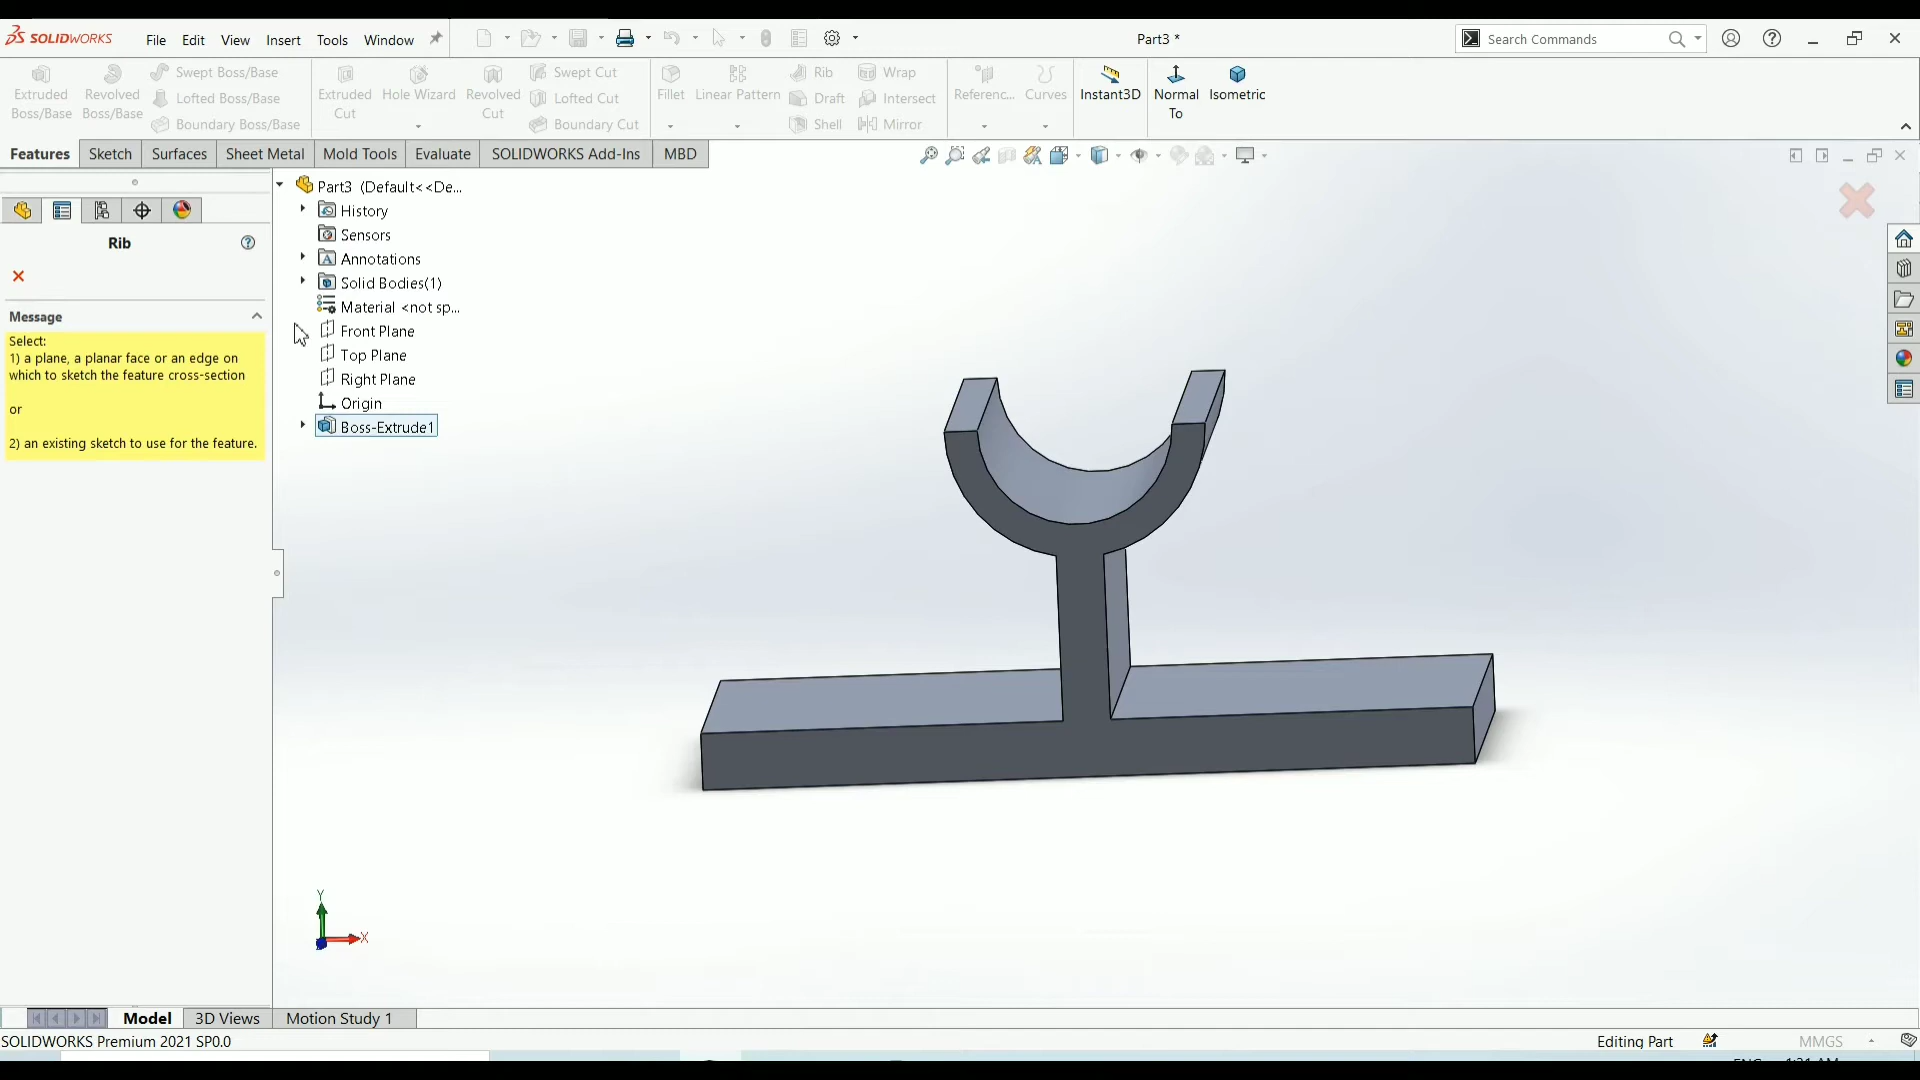 SOLIDWORKS File Edit View Insert Tools Window Part3 * Search Commands
Extruded Boss/Base
Revolved Boss/Base
Swept Boss/Base
Lofted Boss/Base
Boundary Boss/Base
Extruded Cut
Hole Wizard
Revolved Cut
Swept Cut
Lofted Cut
Boundary Cut
Fillet
Linear Pattern
Rib
Draft
Shell
Wrap
Intersect
Mirror
Referenc...
Curves
Instant3D
Normal To
Isometric
Features Sketch Surfaces Sheet Metal Mold Tools Evaluate SOLIDWORKS Add-Ins MBD
Rib
Message
Select:
1) a plane, a planar face or an edge on
which to sketch the feature cross-section
or
2) an existing sketch to use for the feature.
Part3 (Default<<De...
History
Sensors
Annotations
Solid Bodies(1)
Material <not sp...
Front Plane
Top Plane
Right Plane
Origin
Boss-Extrude1
Y
X
Model 3D Views Motion Study 1
SOLIDWORKS Premium 2021 SP0.0 Editing Part MMGS